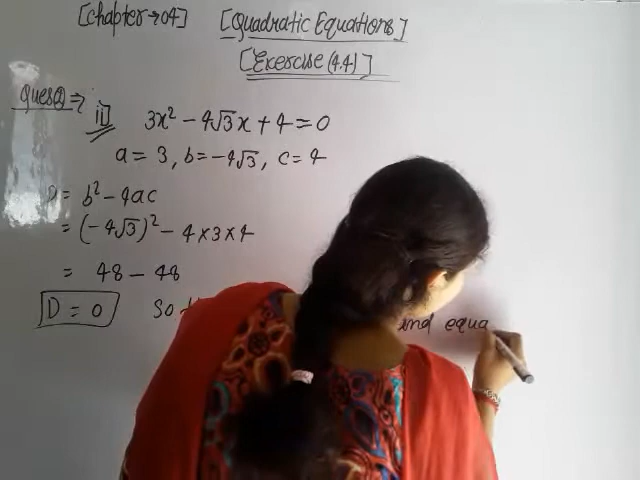 [Chapter → 04] [Quadratic Equations]
[Exercise (4.4)]
Ques① ⇒ ii] 3x² - 4√3x + 4 = 0
a = 3, b = -4√3, c = 4
D = b² - 4ac
= (-4√3)² - 4×3×4
= 48 - 48
D = 0 So and equa